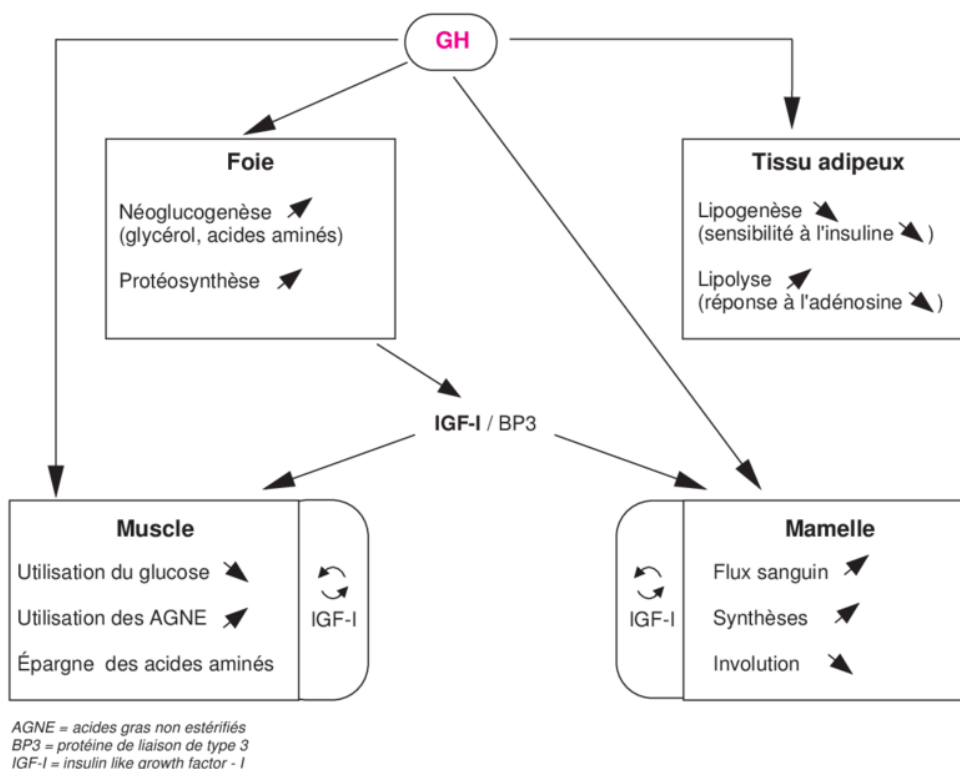 GH
Foie
Néoglucogenèse
(glycérol, acides aminés)
Protéosynthèse
Tissu adipeux
Lipogenèse
(sensibilité à l'insuline )
Lipolyse
(réponse à l'adénosine )
IGF-I / BP3
Muscle
Utilisation du glucose
Utilisation des AGNE
Épargne des acides aminés
IGF-I
IGF-I
Mamelle
Flux sanguin
Synthèses
Involution
AGNE = acides gras non estérifiés
BP3 = protéine de liaison de type 3
IGF-I = insulin like growth factor - I